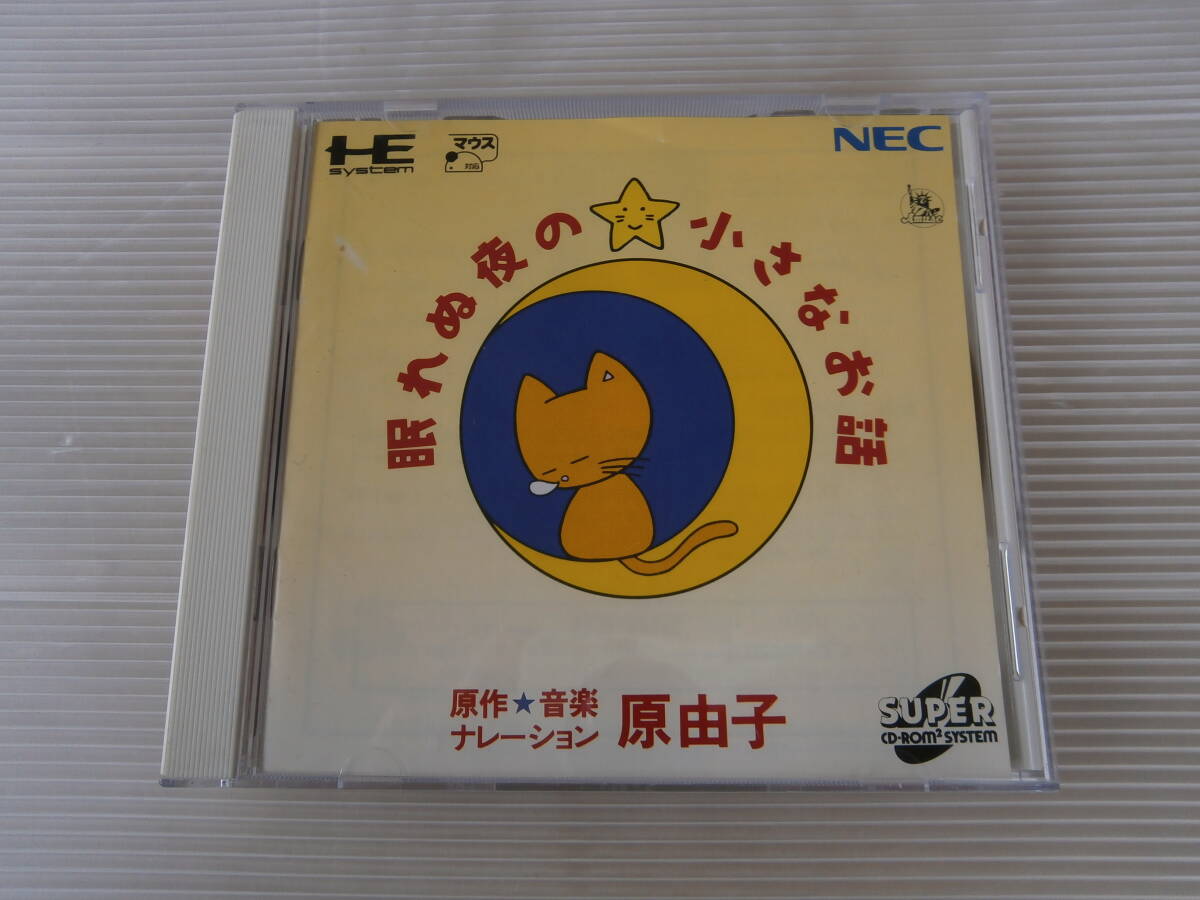 HE
system
マウス
対応
NEC
Amuse
眠れぬ夜の☆小さなお話
原作★音楽
ナレーション
原由子
SUPER
CD-ROM² SYSTEM